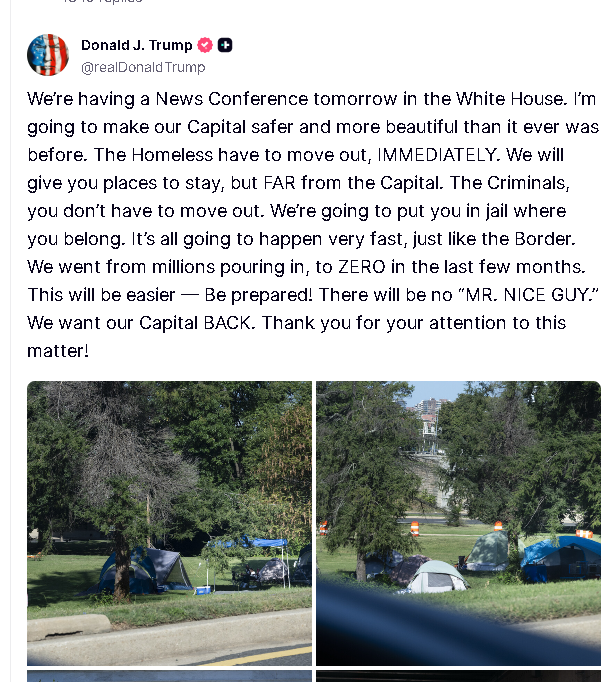 Donald J. Trump
@realDonaldTrump
We're having a News Conference tomorrow in the White House. I'm
going to make our Capital safer and more beautiful than it ever was
before. The Homeless have to move out, IMMEDIATELY. We will
give you places to stay, but FAR from the Capital. The Criminals,
you don't have to move out. We're going to put you in jail where
you belong. It's all going to happen very fast, just like the Border.
We went from millions pouring in, to ZERO in the last few months.
This will be easier — Be prepared! There will be no “MR. NICE GUY.”
We want our Capital BACK. Thank you for your attention to this
matter!